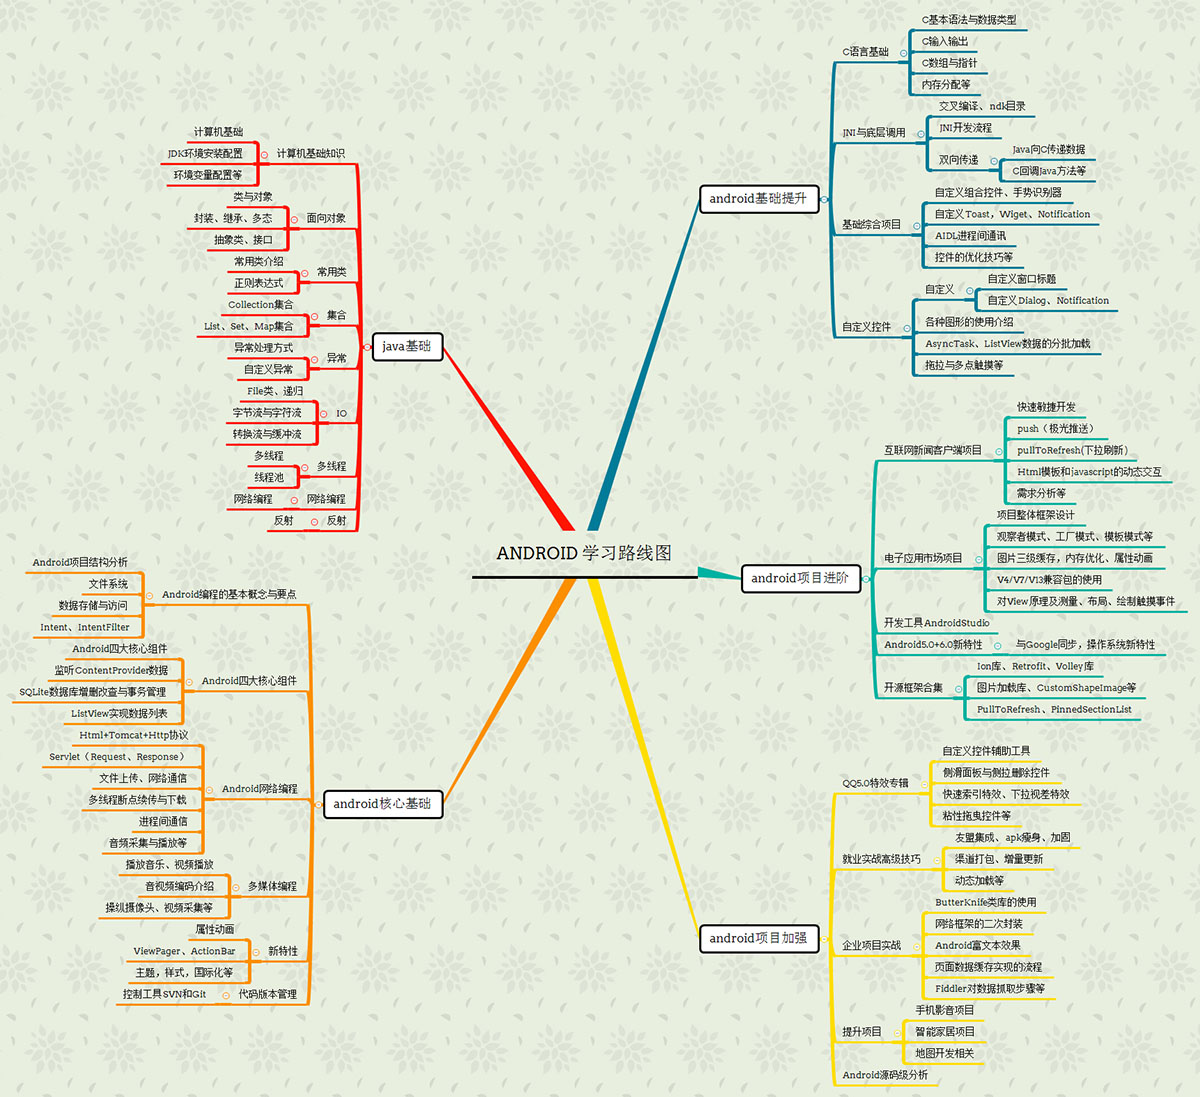 ANDROID 学习路线图
java基础
计算机基础知识
计算机基础
JDK环境安装配置
环境变量配置等
面向对象
类与对象
封装、继承、多态
抽象类、接口
常用类
常用类介绍
正则表达式
集合
Collection集合
List、Set、Map集合
异常
异常处理方式
自定义异常
IO
File类、递归
字节流与字符流
转换流与缓冲流
多线程
多线程
线程池
网络编程
网络编程
反射
反射
android核心基础
Android编程的基本概念与要点
Android项目结构分析
文件系统
数据存储与访问
Intent、IntentFilter
Android四大核心组件
Android四大核心组件
监听ContentProvider数据
SQLite数据库增删改查与事务管理
ListView实现数据列表
Android网络编程
Html+Tomcat+Http协议
Servlet（Request、Response）
文件上传、网络通信
多线程断点续传与下载
进程间通信
音频采集与播放等
多媒体编程
播放音乐、视频播放
音视频编码介绍
操纵摄像头、视频采集等
新特性
属性动画
ViewPager、ActionBar
主题，样式，国际化等
代码版本管理
控制工具SVN和Git
android基础提升
C语言基础
C基本语法与数据类型
C输入输出
C数组与指针
内存分配等
JNI与底层调用
交叉编译、ndk目录
JNI开发流程
双向传递
Java向C传递数据
C回调Java方法等
基础综合项目
自定义组合控件、手势识别器
自定义Toast，Wiget、Notification
AIDL进程间通讯
控件的优化技巧等
自定义控件
自定义
自定义窗口标题
自定义Dialog、Notification
各种图形的使用介绍
AsyncTask、ListView数据的分批加载
拖拉与多点触摸等
android项目进阶
互联网新闻客户端项目
快速敏捷开发
push（极光推送）
pullToRefresh(下拉刷新）
Html模板和javascript的动态交互
需求分析等
电子应用市场项目
项目整体框架设计
观察者模式、工厂模式、模板模式等
图片三级缓存，内存优化、属性动画
V4/V7/V13兼容包的使用
对View原理及测量、布局、绘制触摸事件
开发工具AndroidStudio
Android5.0+6.0新特性
与Google同步，操作系统新特性
开源框架合集
Ion库、Retrofit、Volley库
图片加载库、CustomShapeImage等
PullToRefresh、PinnedSectionList
android项目加强
QQ5.0特效专辑
自定义控件辅助工具
侧滑面板与侧拉删除控件
快速索引特效、下拉视差特效
粘性拖曳控件等
就业实战高级技巧
友盟集成、apk瘦身、加固
渠道打包、增量更新
动态加载等
企业项目实战
ButterKnife类库的使用
网络框架的二次封装
Android富文本效果
页面数据缓存实现的流程
Fiddler对数据抓取步骤等
提升项目
手机影音项目
智能家居项目
地图开发相关
Android源码级分析